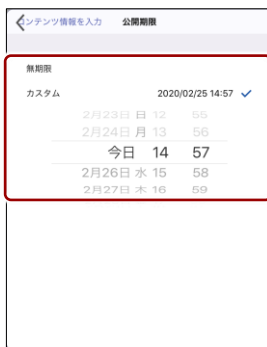 コンテンツ情報を入力 公開期限
無期限
カスタム 2020/02/25 14:57
2月23日 日 12 55
2月24日 月 13 56
今日 14 57
2月26日 水 15 58
2月27日 木 16 59